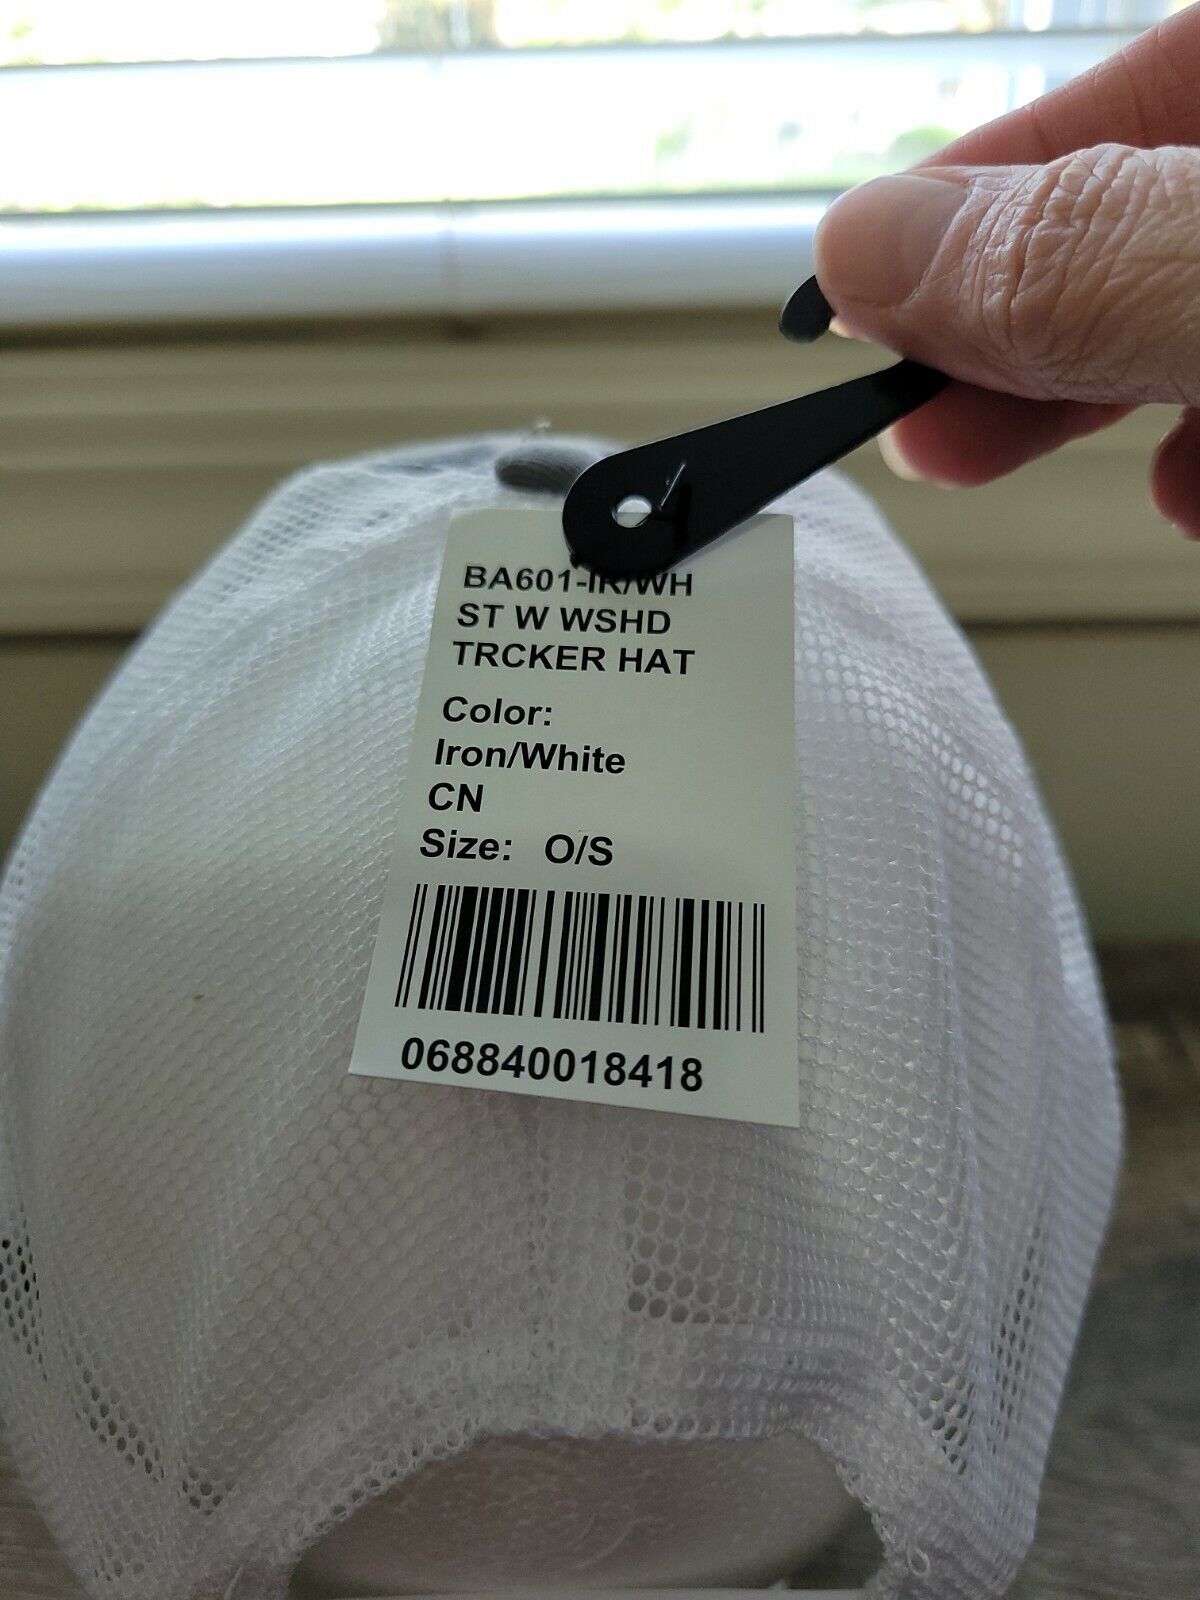 BA601-IR/WH
ST W WSHD
TRCKER HAT
Color:
Iron/White
CN
Size: O/S
068840018418